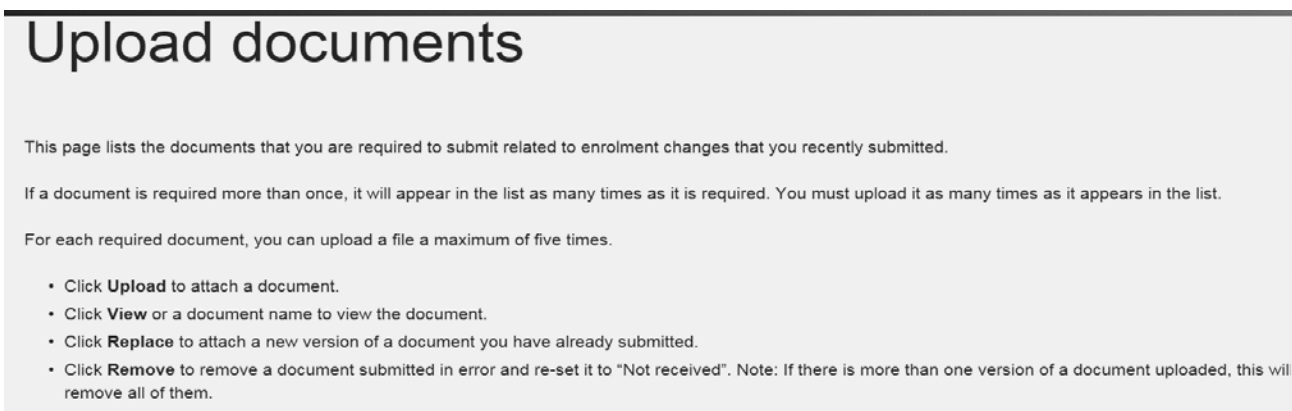 Upload documents
This page lists the documents that you are required to submit related to enrolment changes that you recently submitted.
If a document is required more than once, it will appear in the list as many times as it is required. You must upload it as many times as it appears in the list.
For each required document, you can upload a file a maximum of five times.
• Click Upload to attach a document.
• Click View or a document name to view the document.
• Click Replace to attach a new version of a document you have already submitted.
• Click Remove to remove a document submitted in error and re-set it to “Not received”. Note: If there is more than one version of a document uploaded, this wil
remove all of them.